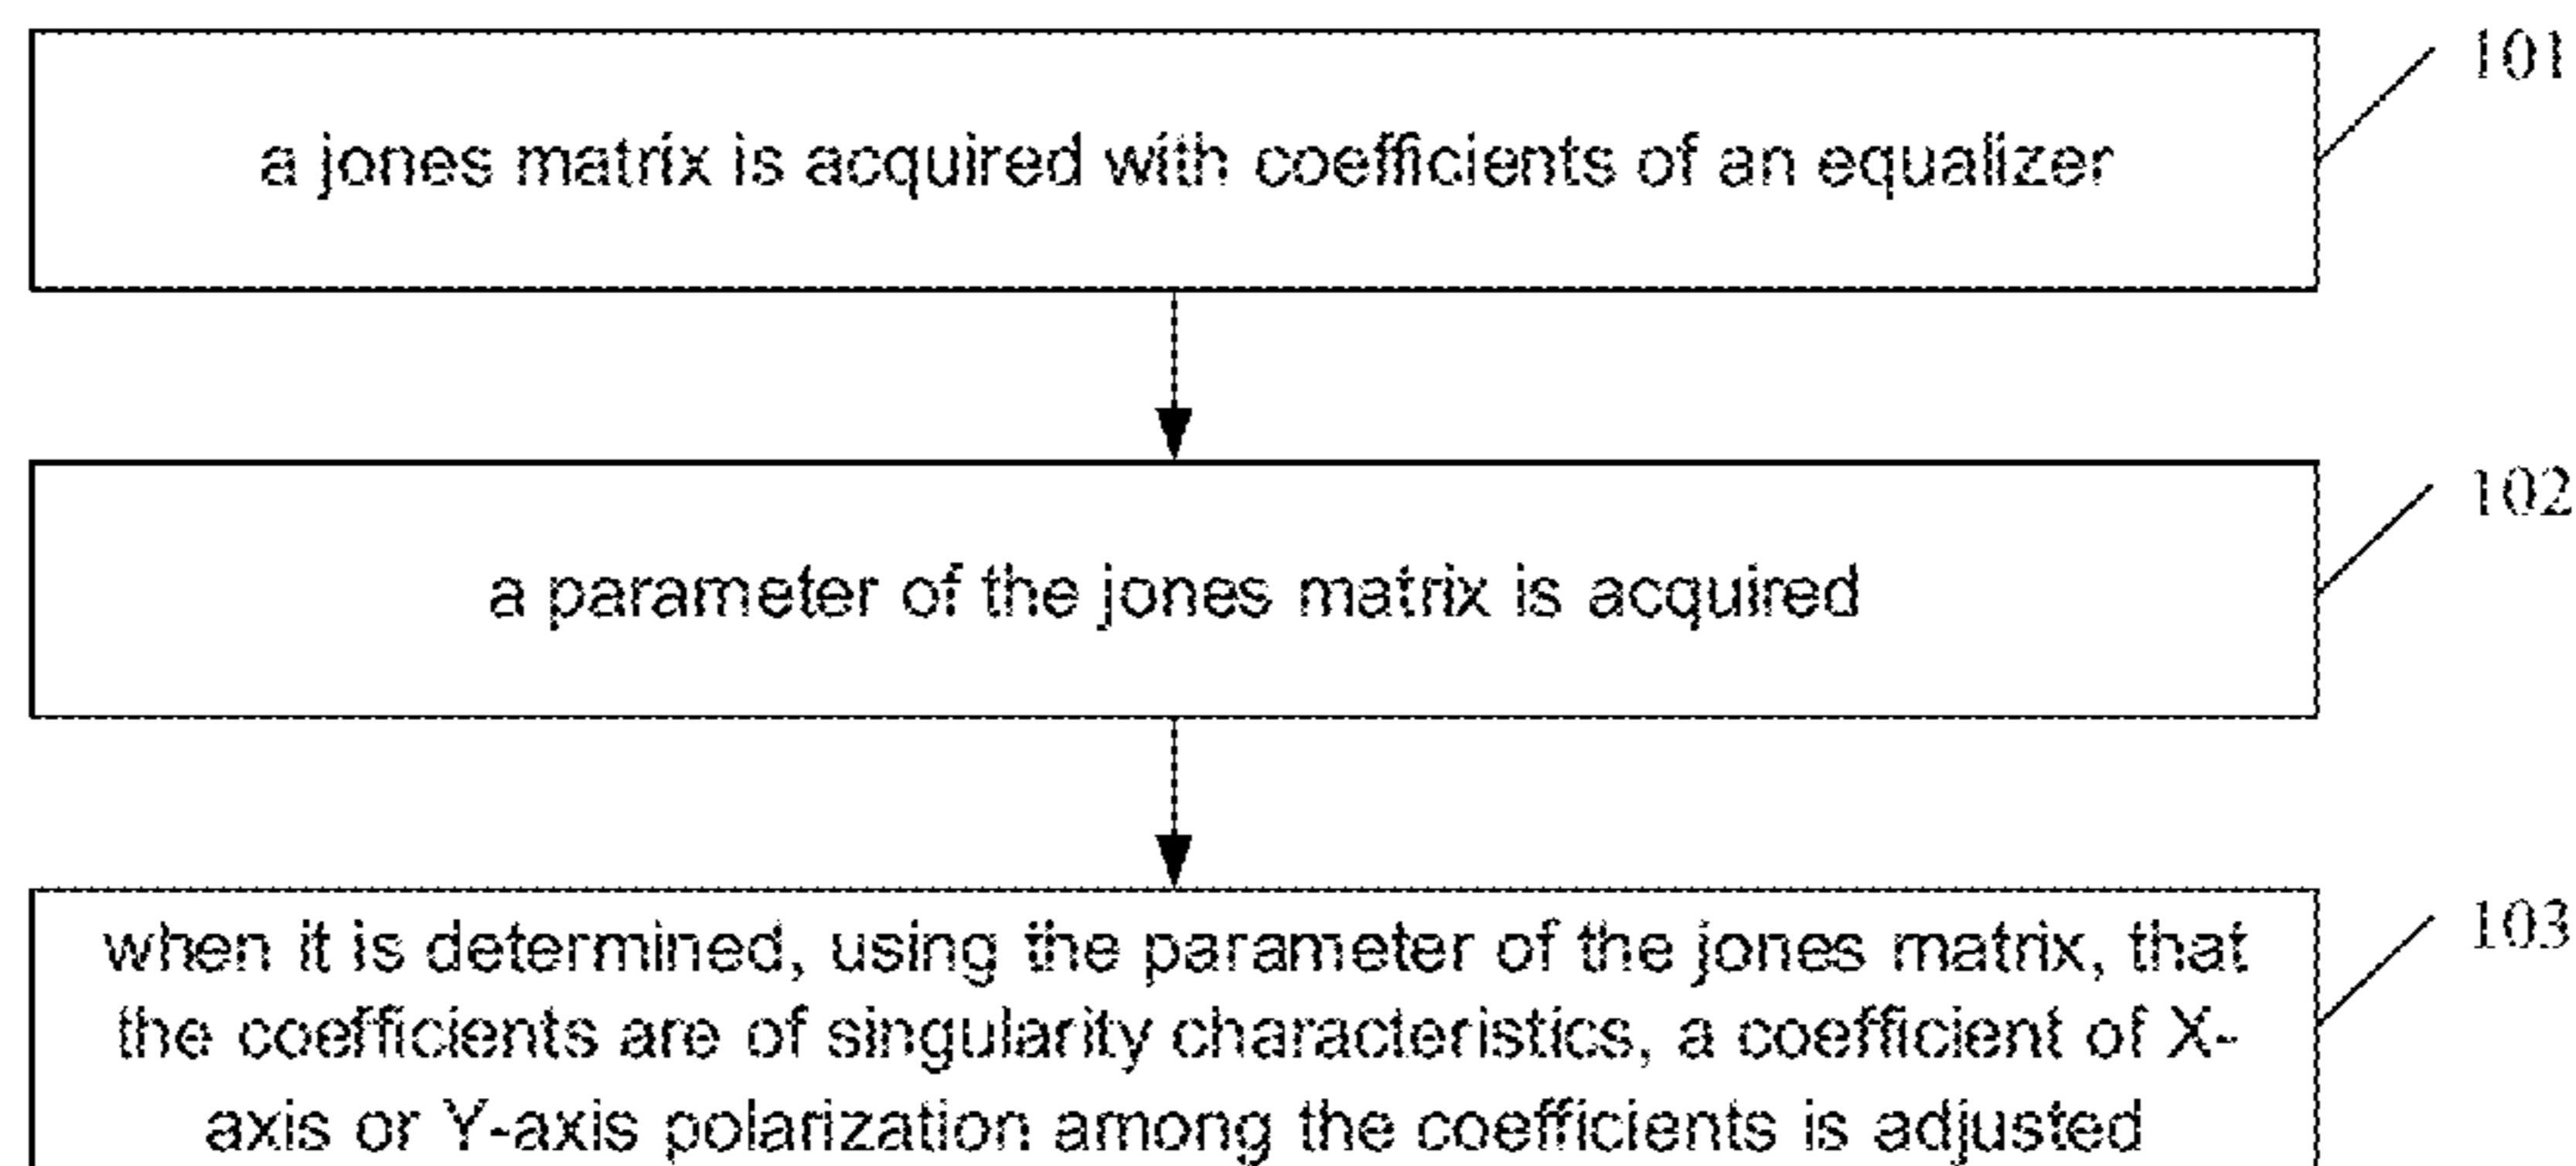 101
a jones matrix is acquired with coefficients of an equalizer
102
a parameter of the jones matrix is acquired
103
when it is determined, using the parameter of the jones matrix, that
the coefficients are of singularity characteristics, a coefficient of X-
axis or Y-axis polarization among the coefficients is adjusted